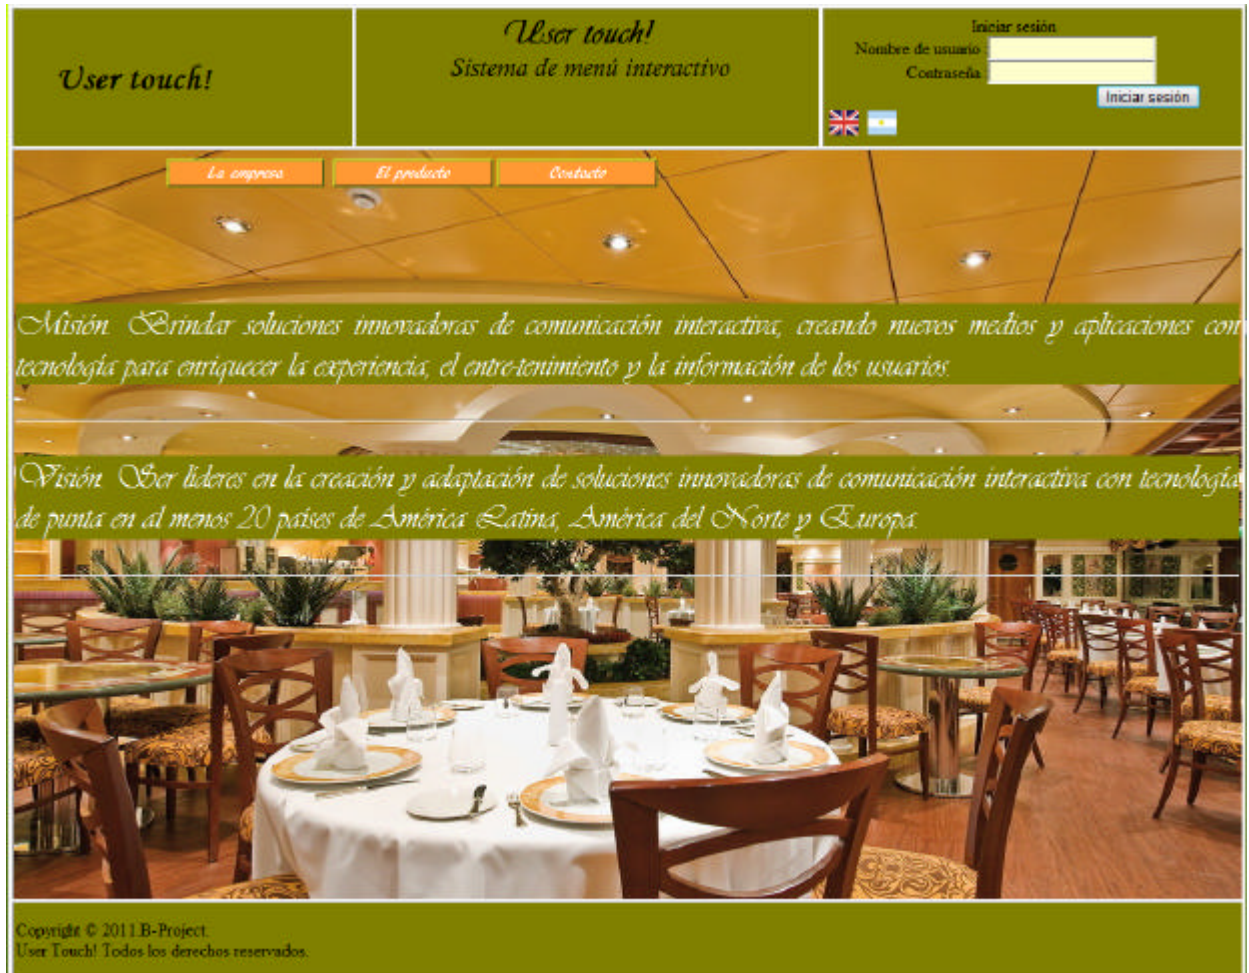 User touch!
User touch!
Sistema de menú interactivo
Iniciar sesión
Nombre de usuario
Contraseña
Iniciar sesión
La empresa
El producto
Contacto
Misión. Brindar soluciones innovadoras de comunicación interactiva, creando nuevos medios y aplicaciones con
tecnología para enriquecer la experiencia, el entre-tenimiento y la información de los usuarios.
Visión. Ser líderes en la creación y adaptación de soluciones innovadoras de comunicación interactiva con tecnología
de punta en al menos 20 países de América Latina, América del Norte y Europa.
Copyright © 2011.B-Project.
User Touch! Todos los derechos reservados.